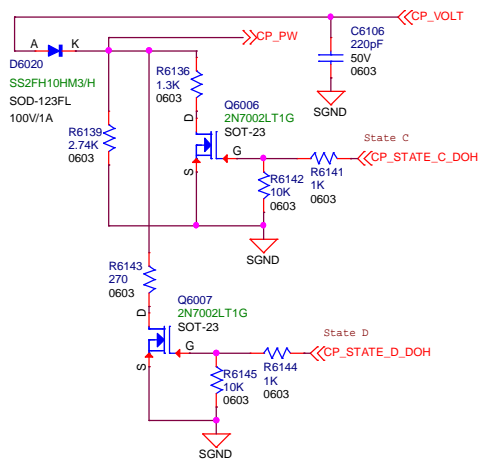 CP_VOLT
CP_PW
A
K
D6020
SS2FH10HM3/H
SOD-123FL
100V/1A
C6106
220pF
50V
0603
SGND
R6136
1.3K
0603
D
Q6006
2N7002LT1G
SOT-23
R6139
2.74K
0603
G
S
State C
CP_STATE_C_DOH
R6142
10K
0603
R6141
1K
0603
SGND
R6143
270
0603
D
Q6007
2N7002LT1G
SOT-23
G
S
State D
CP_STATE_D_DOH
R6145
10K
0603
R6144
1K
0603
SGND